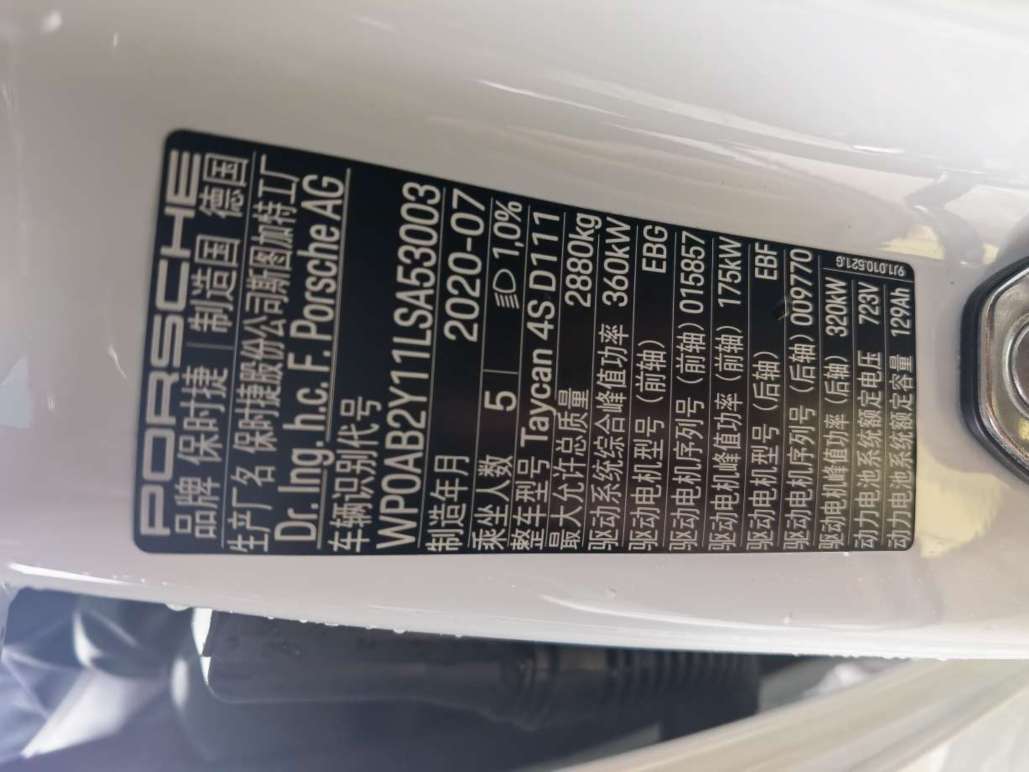 PORSCHE
品牌 保时捷 制造国 德国
生产厂名 保时捷股份公司斯图加特工厂
Dr. Ing. h.c. F. Porsche AG
车辆识别代号
WP0AB2Y11LSA53003
制造年月 2020-07
乘坐人数 5 1,0%
整车型号 Taycan 4S D111
最大允许总质量 2880kg
驱动系统综合峰值功率 360kW
驱动电机型号（前轴） EBG
驱动电机序列号（前轴）015857
驱动电机峰值功率（前轴） 175kW
驱动电机型号（后轴） EBF
驱动电机序列号（后轴）009770
驱动电机峰值功率（后轴） 320kW
动力电池系统额定电压 723V
动力电池系统额定容量 129Ah
9J1.010.521.G